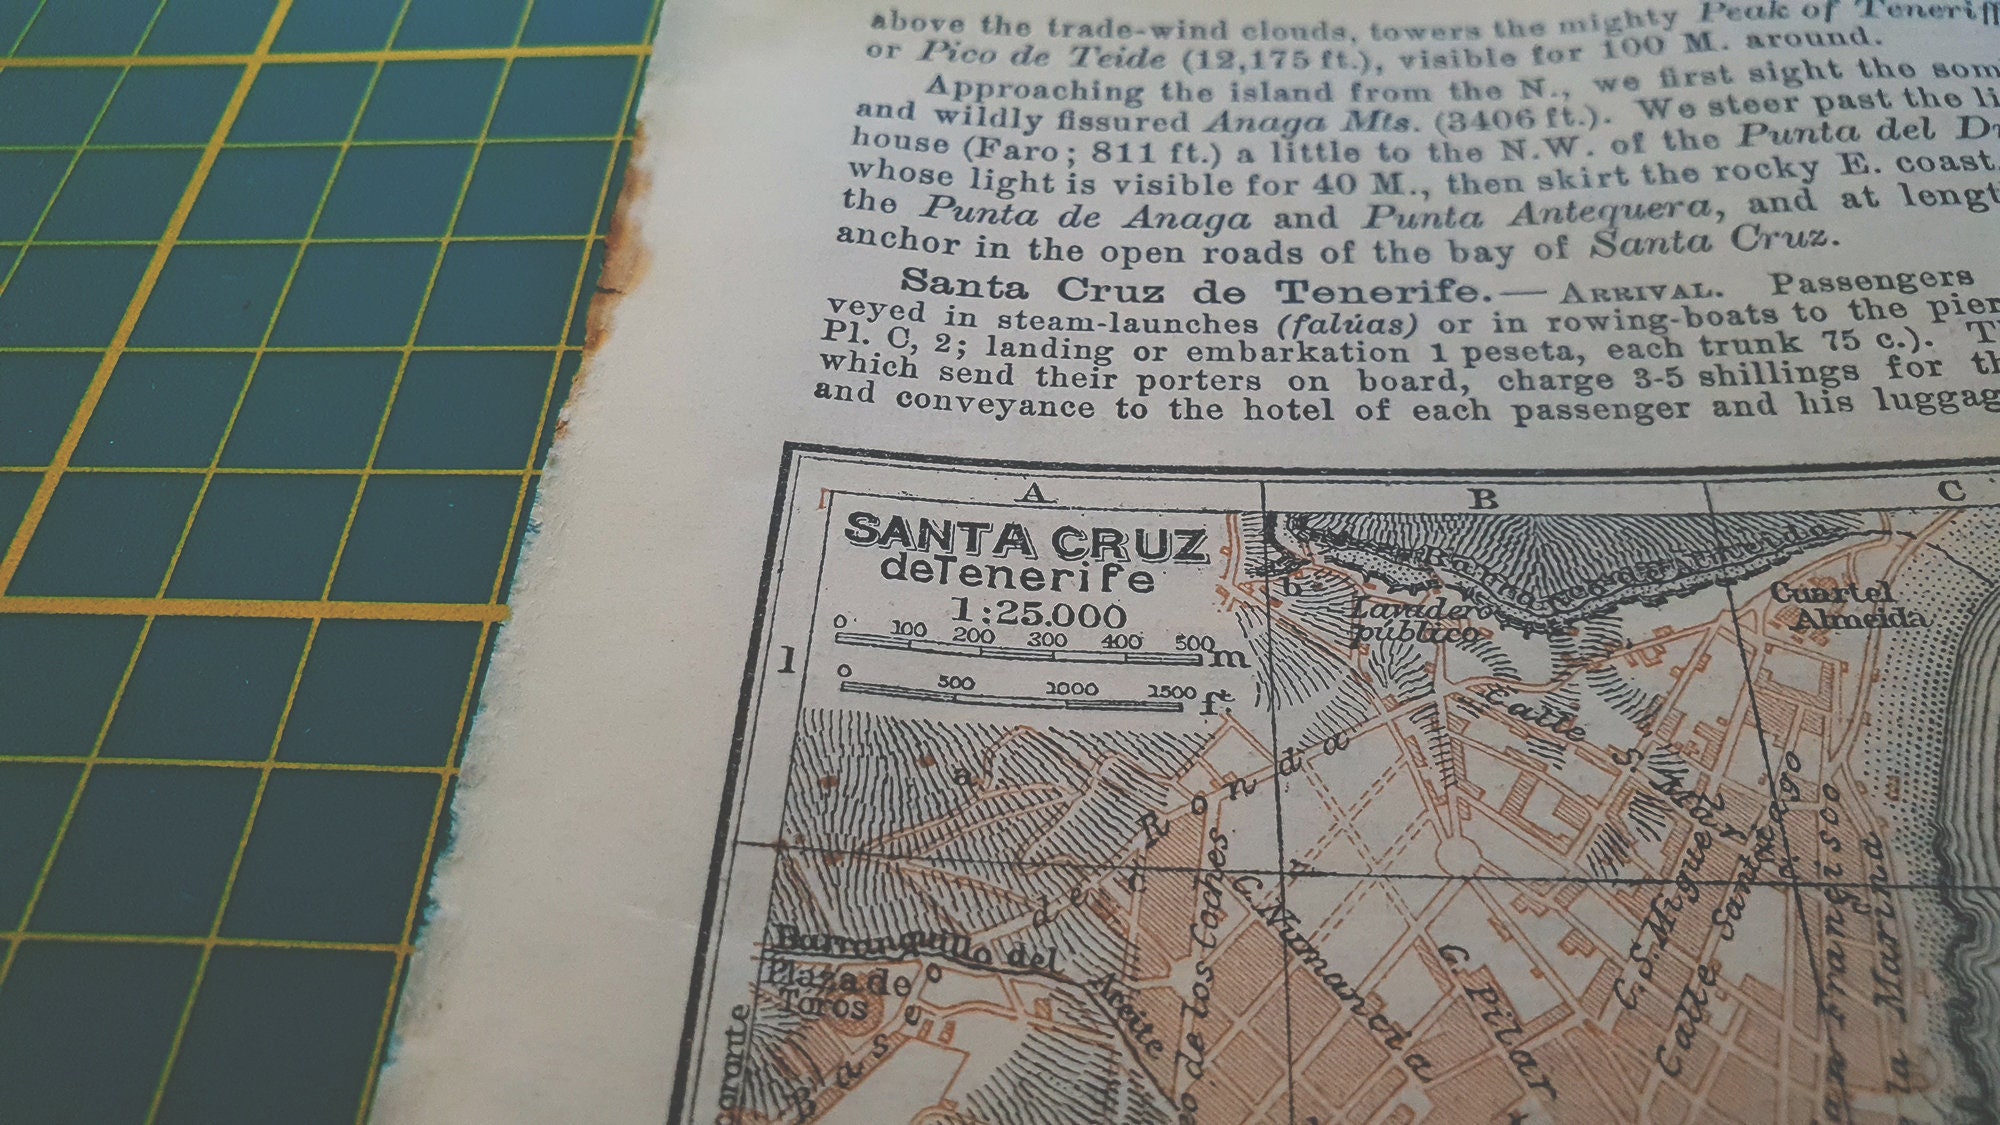 above the trade-wind clouds, towers the mighty Peak of
or Pico de Teide (12,175 ft.), visible for 100 M. around.
Approaching the island from the N., we first sight the
and wildly fissured Anaga Mts. (3406 ft.). We steer past the
house (Faro; 811 ft.) a little to the N.W. of the Punta del
whose light is visible for 40 M., then skirt the rocky E. coast,
the Punta de Anaga and Punta Antequera, and at
anchor in the open roads of the bay of Santa Cruz.
Santa Cruz de Tenerife.— ARRIVAL. Passengers
veyed in steam-launches (falúas) or in rowing-boats to the
Pl. C, 2; landing or embarkation 1 peseta, each trunk 75 c.).
which send their porters on board, charge 3-5 shillings for
and conveyance to the hotel of each passenger and his
A B C
SANTA CRUZ
de Tenerife
1:25.000
0 100 200 300 400 500 m
0 500 1000 1500 ft.
1
b
Lavadero
público
Cuartel
Almeida
a
Ronda
de
Calle
S.
C. Numancia
C. Pilar
C. S. Miguel
Calle
Santiago
la Marina
de los Coches
Barranquillo del
Aceite
Plaza de
Toros